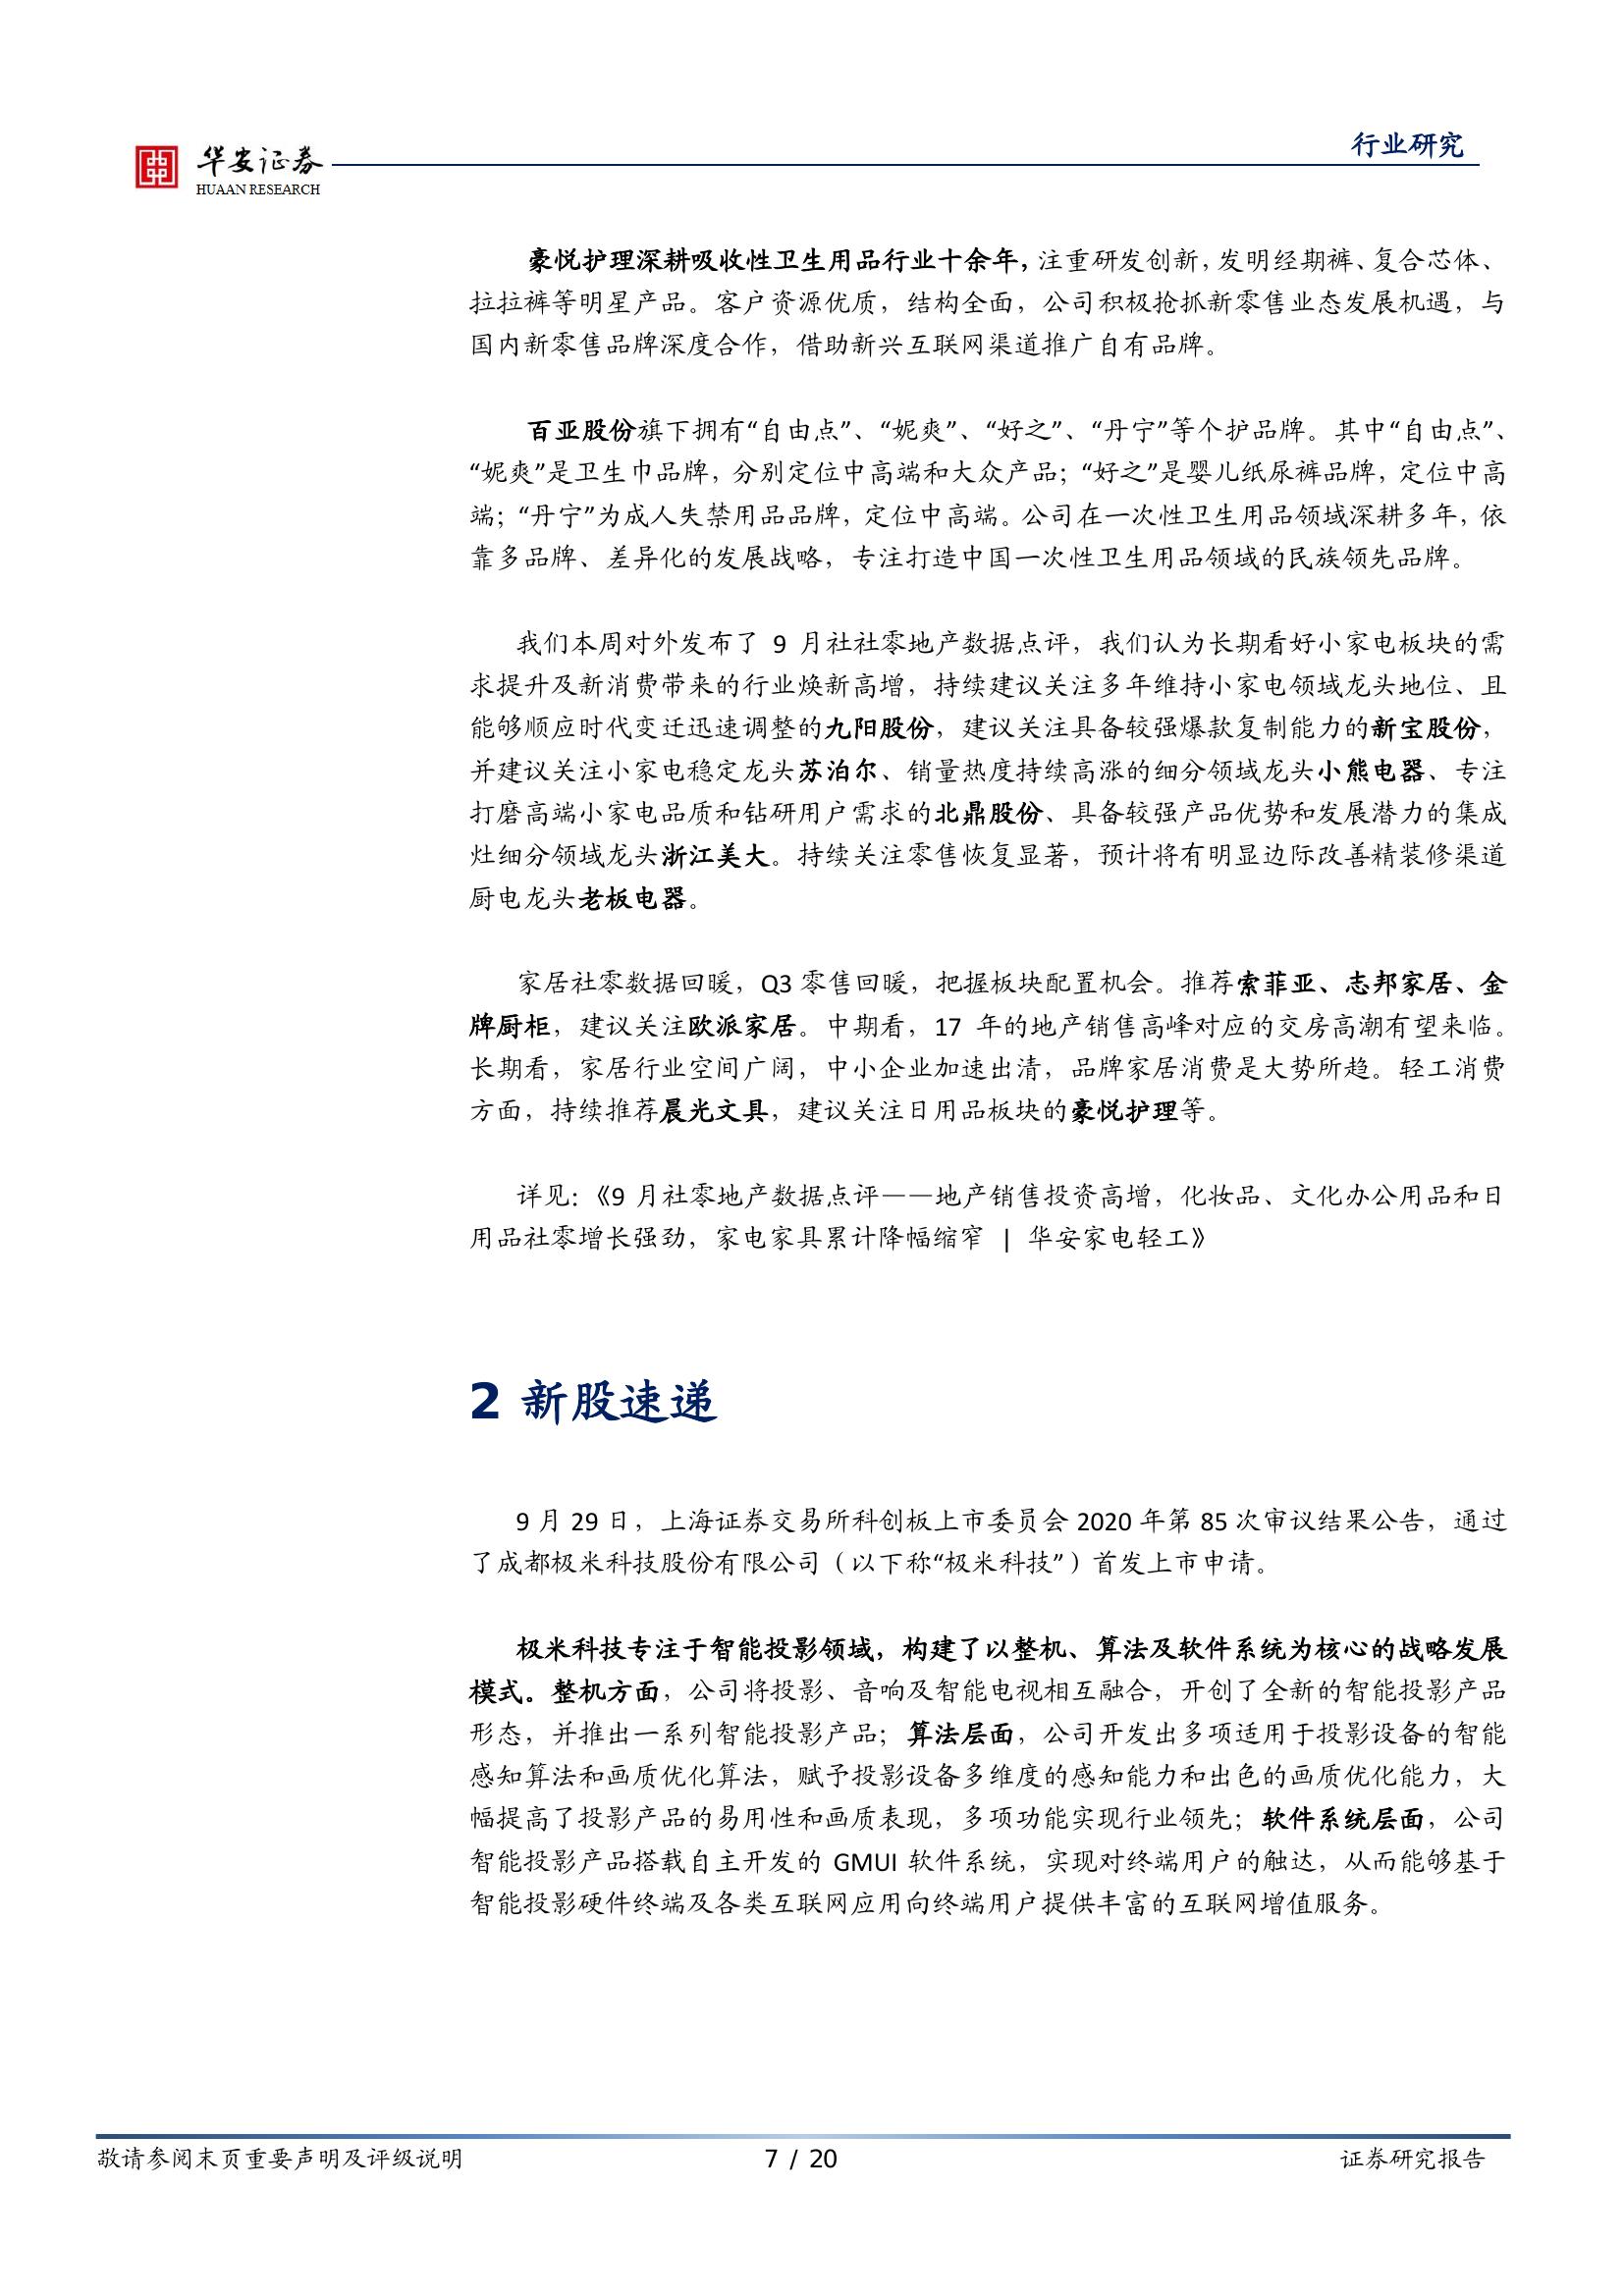 华安证券
HUAAN RESEARCH
行业研究
豪悦护理深耕吸收性卫生用品行业十余年，注重研发创新，发明经期裤、复合芯体、
拉拉裤等明星产品。客户资源优质，结构全面，公司积极抢抓新零售业态发展机遇，与
国内新零售品牌深度合作，借助新兴互联网渠道推广自有品牌。
百亚股份旗下拥有“自由点”、“妮爽”、“好之”、“丹宁”等个护品牌。其中“自由点”、
“妮爽”是卫生巾品牌，分别定位中高端和大众产品；“好之”是婴儿纸尿裤品牌，定位中高
端；“丹宁”为成人失禁用品品牌，定位中高端。公司在一次性卫生用品领域深耕多年，依
靠多品牌、差异化的发展战略，专注打造中国一次性卫生用品领域的民族领先品牌。
我们本周对外发布了 9 月社社零地产数据点评，我们认为长期看好小家电板块的需
求提升及新消费带来的行业焕新高增，持续建议关注多年维持小家电领域龙头地位、且
能够顺应时代变迁迅速调整的九阳股份，建议关注具备较强爆款复制能力的新宝股份，
并建议关注小家电稳定龙头苏泊尔、销量热度持续高涨的细分领域龙头小熊电器、专注
打磨高端小家电品质和钻研用户需求的北鼎股份、具备较强产品优势和发展潜力的集成
灶细分领域龙头浙江美大。持续关注零售恢复显著，预计将有明显边际改善精装修渠道
厨电龙头老板电器。
家居社零数据回暖，Q3 零售回暖，把握板块配置机会。推荐索菲亚、志邦家居、金
牌厨柜，建议关注欧派家居。中期看，17 年的地产销售高峰对应的交房高潮有望来临。
长期看，家居行业空间广阔，中小企业加速出清，品牌家居消费是大势所趋。轻工消费
方面，持续推荐晨光文具，建议关注日用品板块的豪悦护理等。
详见：《9 月社零地产数据点评——地产销售投资高增，化妆品、文化办公用品和日
用品社零增长强劲，家电家具累计降幅缩窄 | 华安家电轻工》
2 新股速递
9 月 29 日，上海证券交易所科创板上市委员会 2020 年第 85 次审议结果公告，通过
了成都极米科技股份有限公司（以下称“极米科技”）首发上市申请。
极米科技专注于智能投影领域，构建了以整机、算法及软件系统为核心的战略发展
模式。整机方面，公司将投影、音响及智能电视相互融合，开创了全新的智能投影产品
形态，并推出一系列智能投影产品；算法层面，公司开发出多项适用于投影设备的智能
感知算法和画质优化算法，赋予投影设备多维度的感知能力和出色的画质优化能力，大
幅提高了投影产品的易用性和画质表现，多项功能实现行业领先；软件系统层面，公司
智能投影产品搭载自主开发的 GMUI 软件系统，实现对终端用户的触达，从而能够基于
智能投影硬件终端及各类互联网应用向终端用户提供丰富的互联网增值服务。
敬请参阅末页重要声明及评级说明
7 / 20
证券研究报告